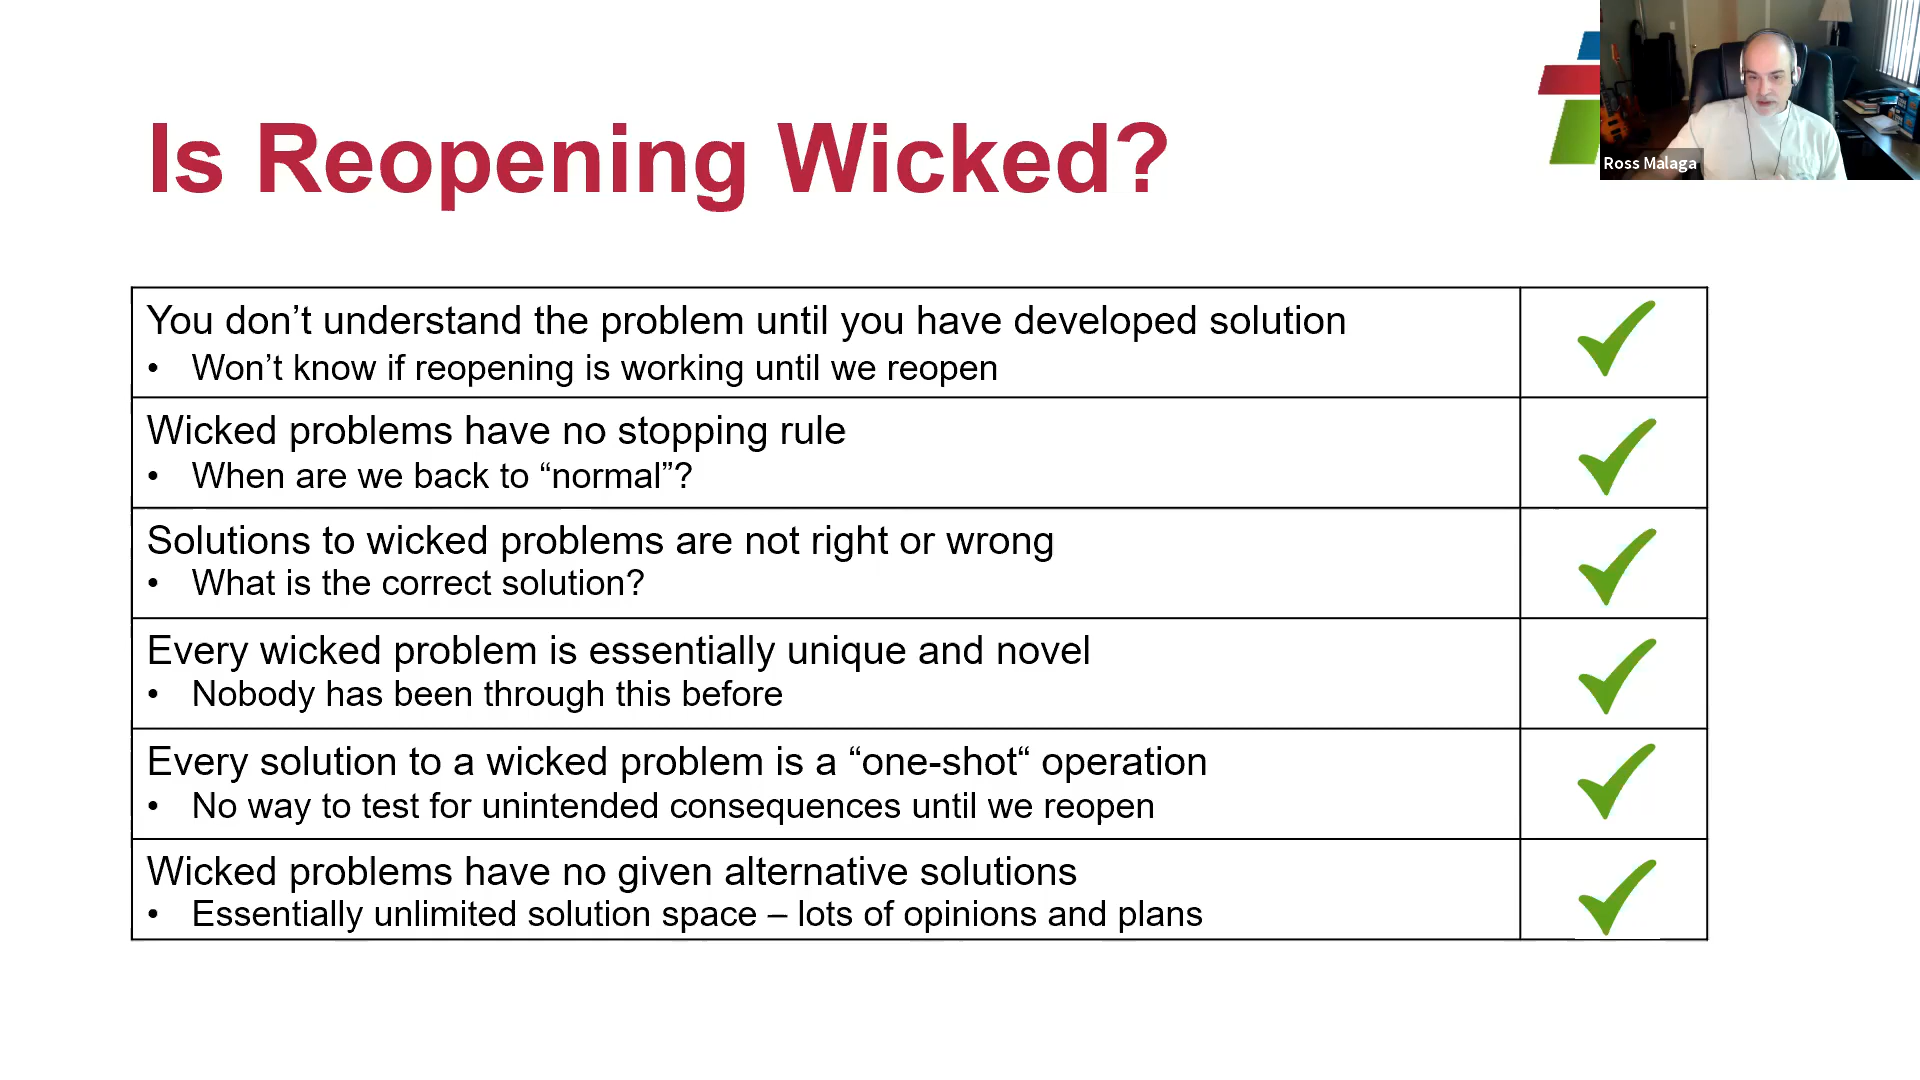 Is Reopening Wicked?
Ross Malaga
You don’t understand the problem until you have developed solution
• Won’t know if reopening is working until we reopen
Wicked problems have no stopping rule
• When are we back to “normal”?
Solutions to wicked problems are not right or wrong
• What is the correct solution?
Every wicked problem is essentially unique and novel
• Nobody has been through this before
Every solution to a wicked problem is a “one-shot“ operation
• No way to test for unintended consequences until we reopen
Wicked problems have no given alternative solutions
• Essentially unlimited solution space – lots of opinions and plans